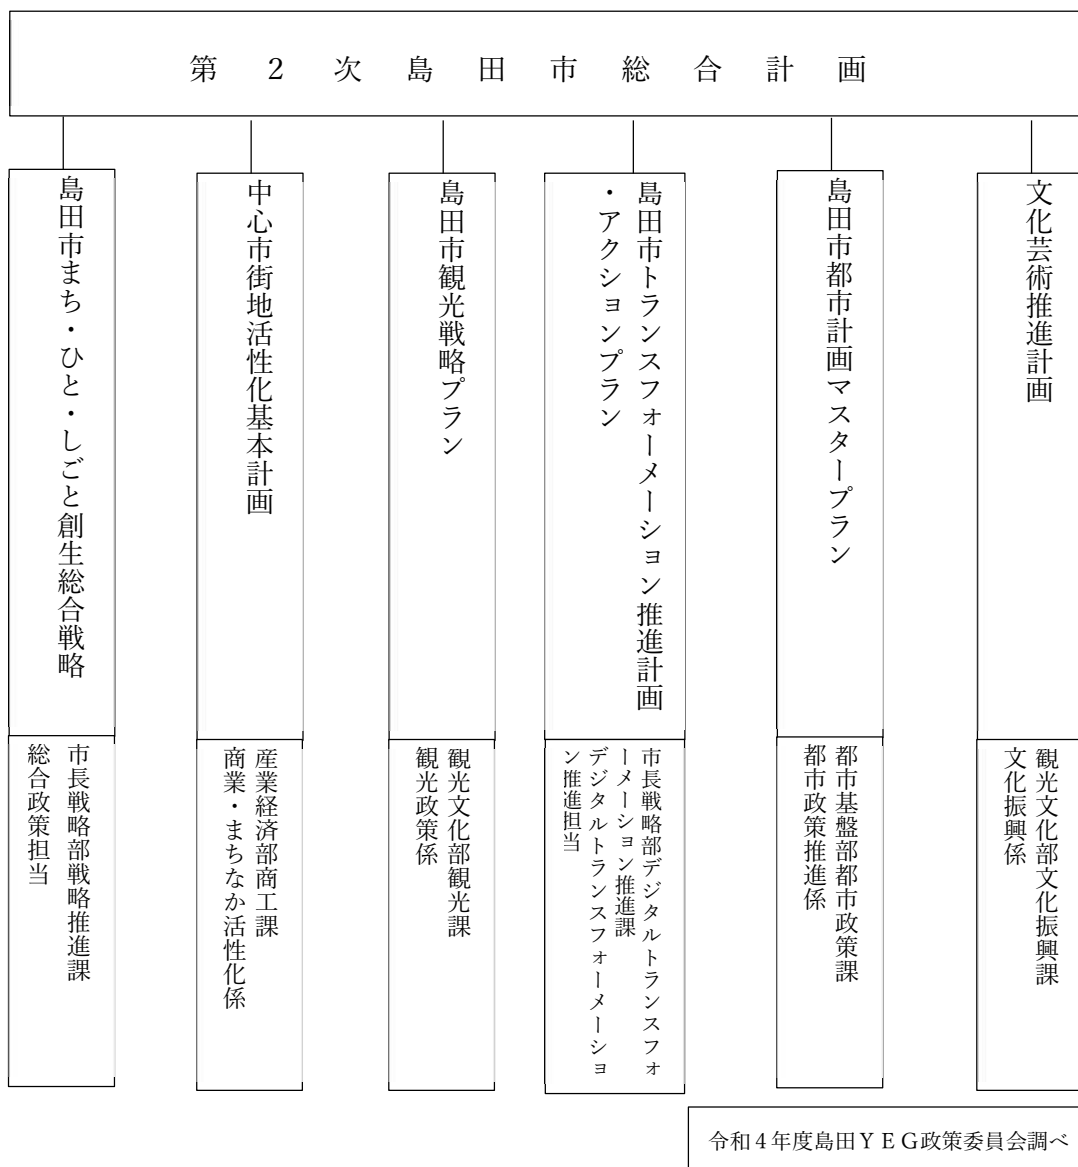 第２次島田市総合計画
島田市まち・ひと・しごと創生総合戦略
市長戦略部戦略推進課
総合政策担当
中心市街地活性化基本計画
産業経済部商工課
商業・まちなか活性化係
島田市観光戦略プラン
観光文化部観光課
観光政策係
島田市トランスフォーメーション推進計画
・アクションプラン
市長戦略部デジタルトランスフォ
ーメーション推進課
デジタルトランスフォーメーショ
ン推進担当
島田市都市計画マスタープラン
都市基盤部都市政策課
都市政策推進係
文化芸術推進計画
観光文化部文化振興課
文化振興係
令和４年度島田ＹＥＧ政策委員会調べ